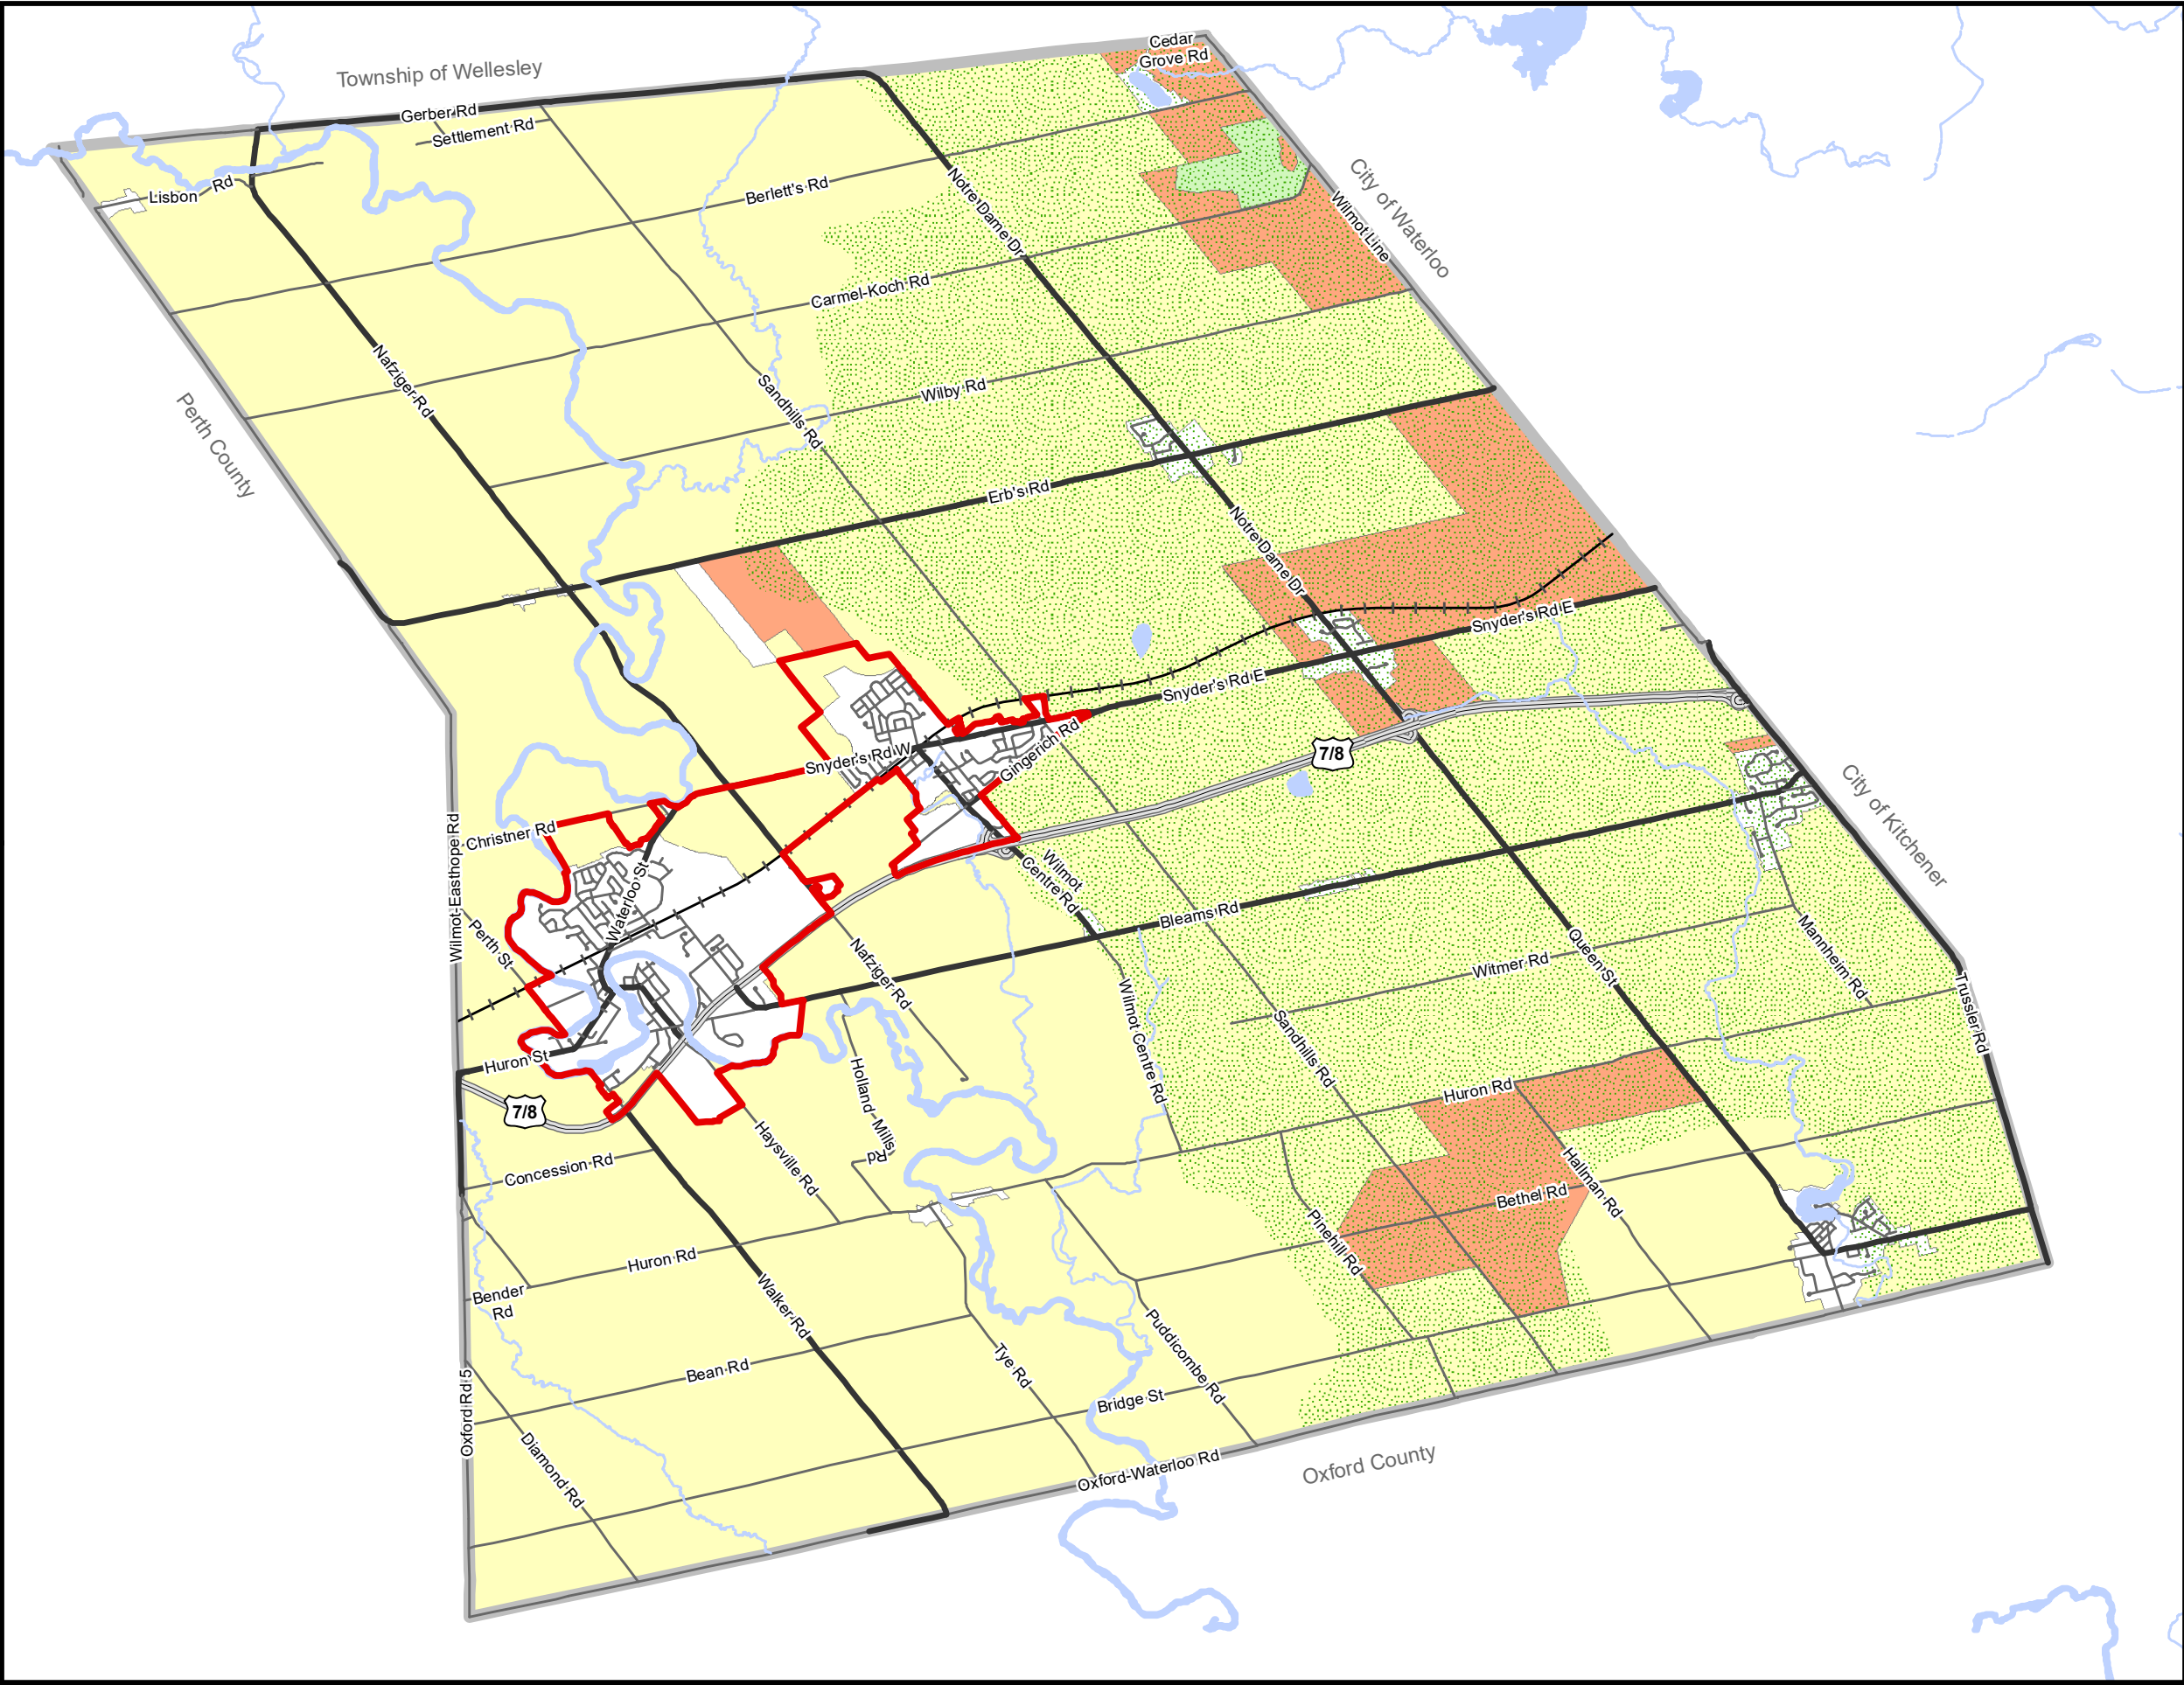 Cedar
Grove Rd
Township of Wellesley
Gerber Rd
Settlement Rd
Lisbon Rd
Berlett's Rd
Notre Dame Dr
City of Waterloo
Wilmot Line
Carmel-Koch Rd
Nafziger Rd
Sandhills Rd
Wilby Rd
Perth County
Erb's Rd
Notre Dame Dr
Snyder's Rd E
Snyder's Rd E
Snyder's Rd W
Gingerich Rd
7/8
City of Kitchener
Christner Rd
Wilmot-Easthope Rd
Waterloo St
Wilmot
Centre Rd
Bleams Rd
Perth St
Nafziger Rd
Queen St
Witmer Rd
Mannheim Rd
Trussler Rd
Wilmot Centre Rd
Sandhills Rd
Huron St
7/8
Holland Mills
Rd
Huron Rd
Haysville Rd
Concession Rd
Hallman Rd
Bethel Rd
Pinehill Rd
Huron Rd
Bender
Rd
Walker Rd
Puddicombe Rd
Tye Rd
Bean Rd
Oxford Rd 5
Bridge St
Diamond Rd
Oxford-Waterloo Rd
Oxford County